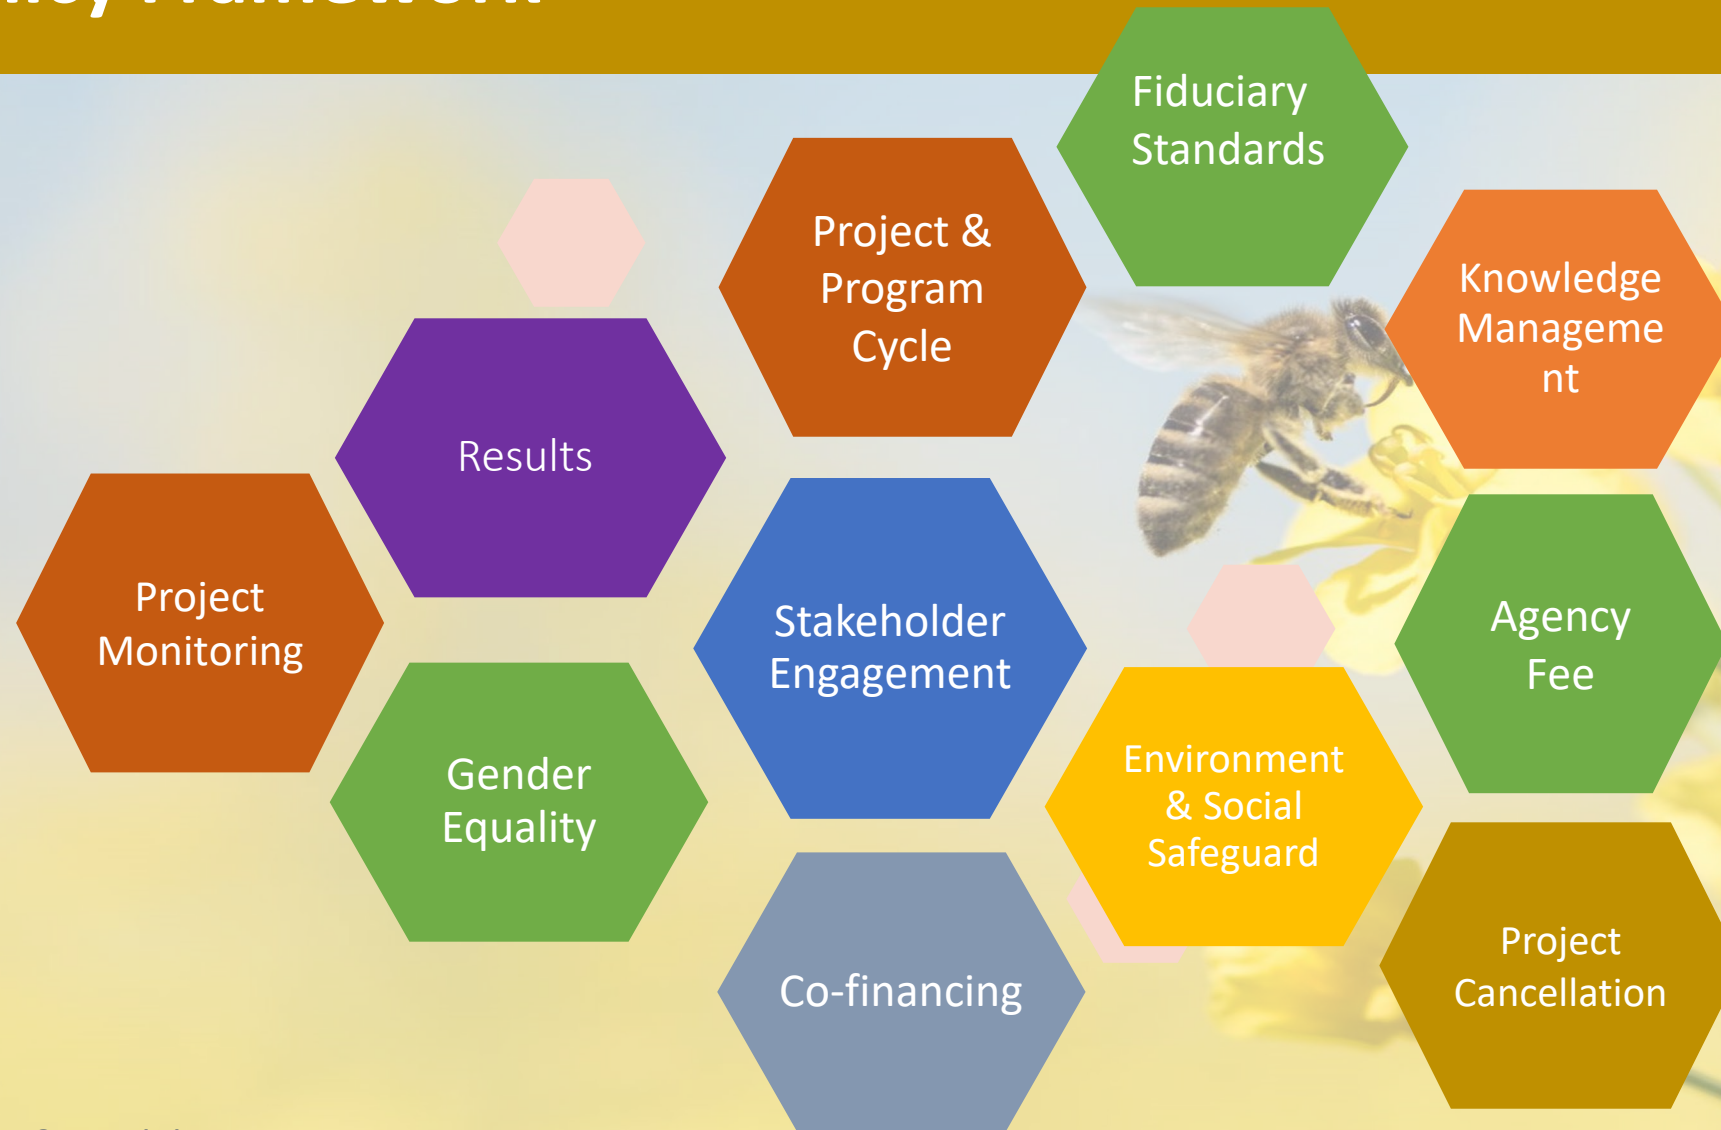 Framework
Fiduciary
Standards
Project &
Program
Cycle
Knowledge
Manageme
nt
Results
Project
Monitoring
Stakeholder
Engagement
Agency
Fee
Gender
Equality
Environment
& Social
Safeguard
Co-financing
Project
Cancellation